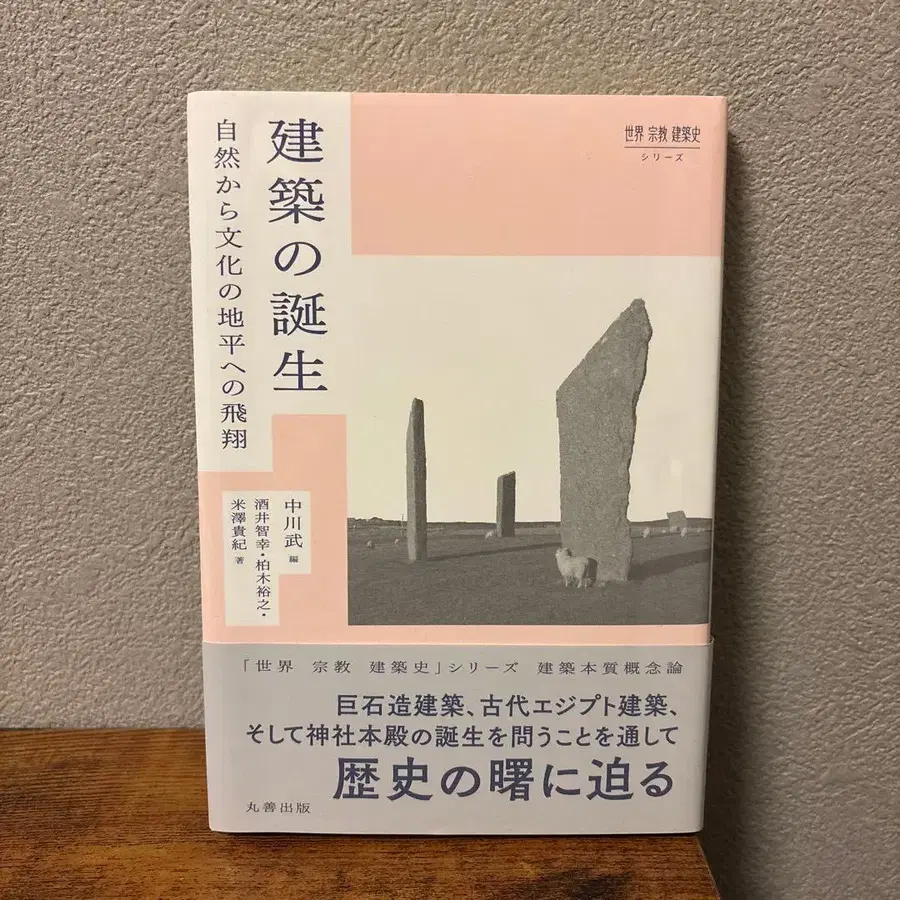 世界 宗教 建築史
シリーズ
建築の誕生
自然から文化の地平への飛翔
中川武 編
酒井智幸・柏木裕之・
米澤貴紀 著
「世界 宗教 建築史」シリーズ 建築本質概念論
巨石造建築、古代エジプト建築、
そして神社本殿の誕生を問うことを通して
歴史の曙に迫る
丸善出版